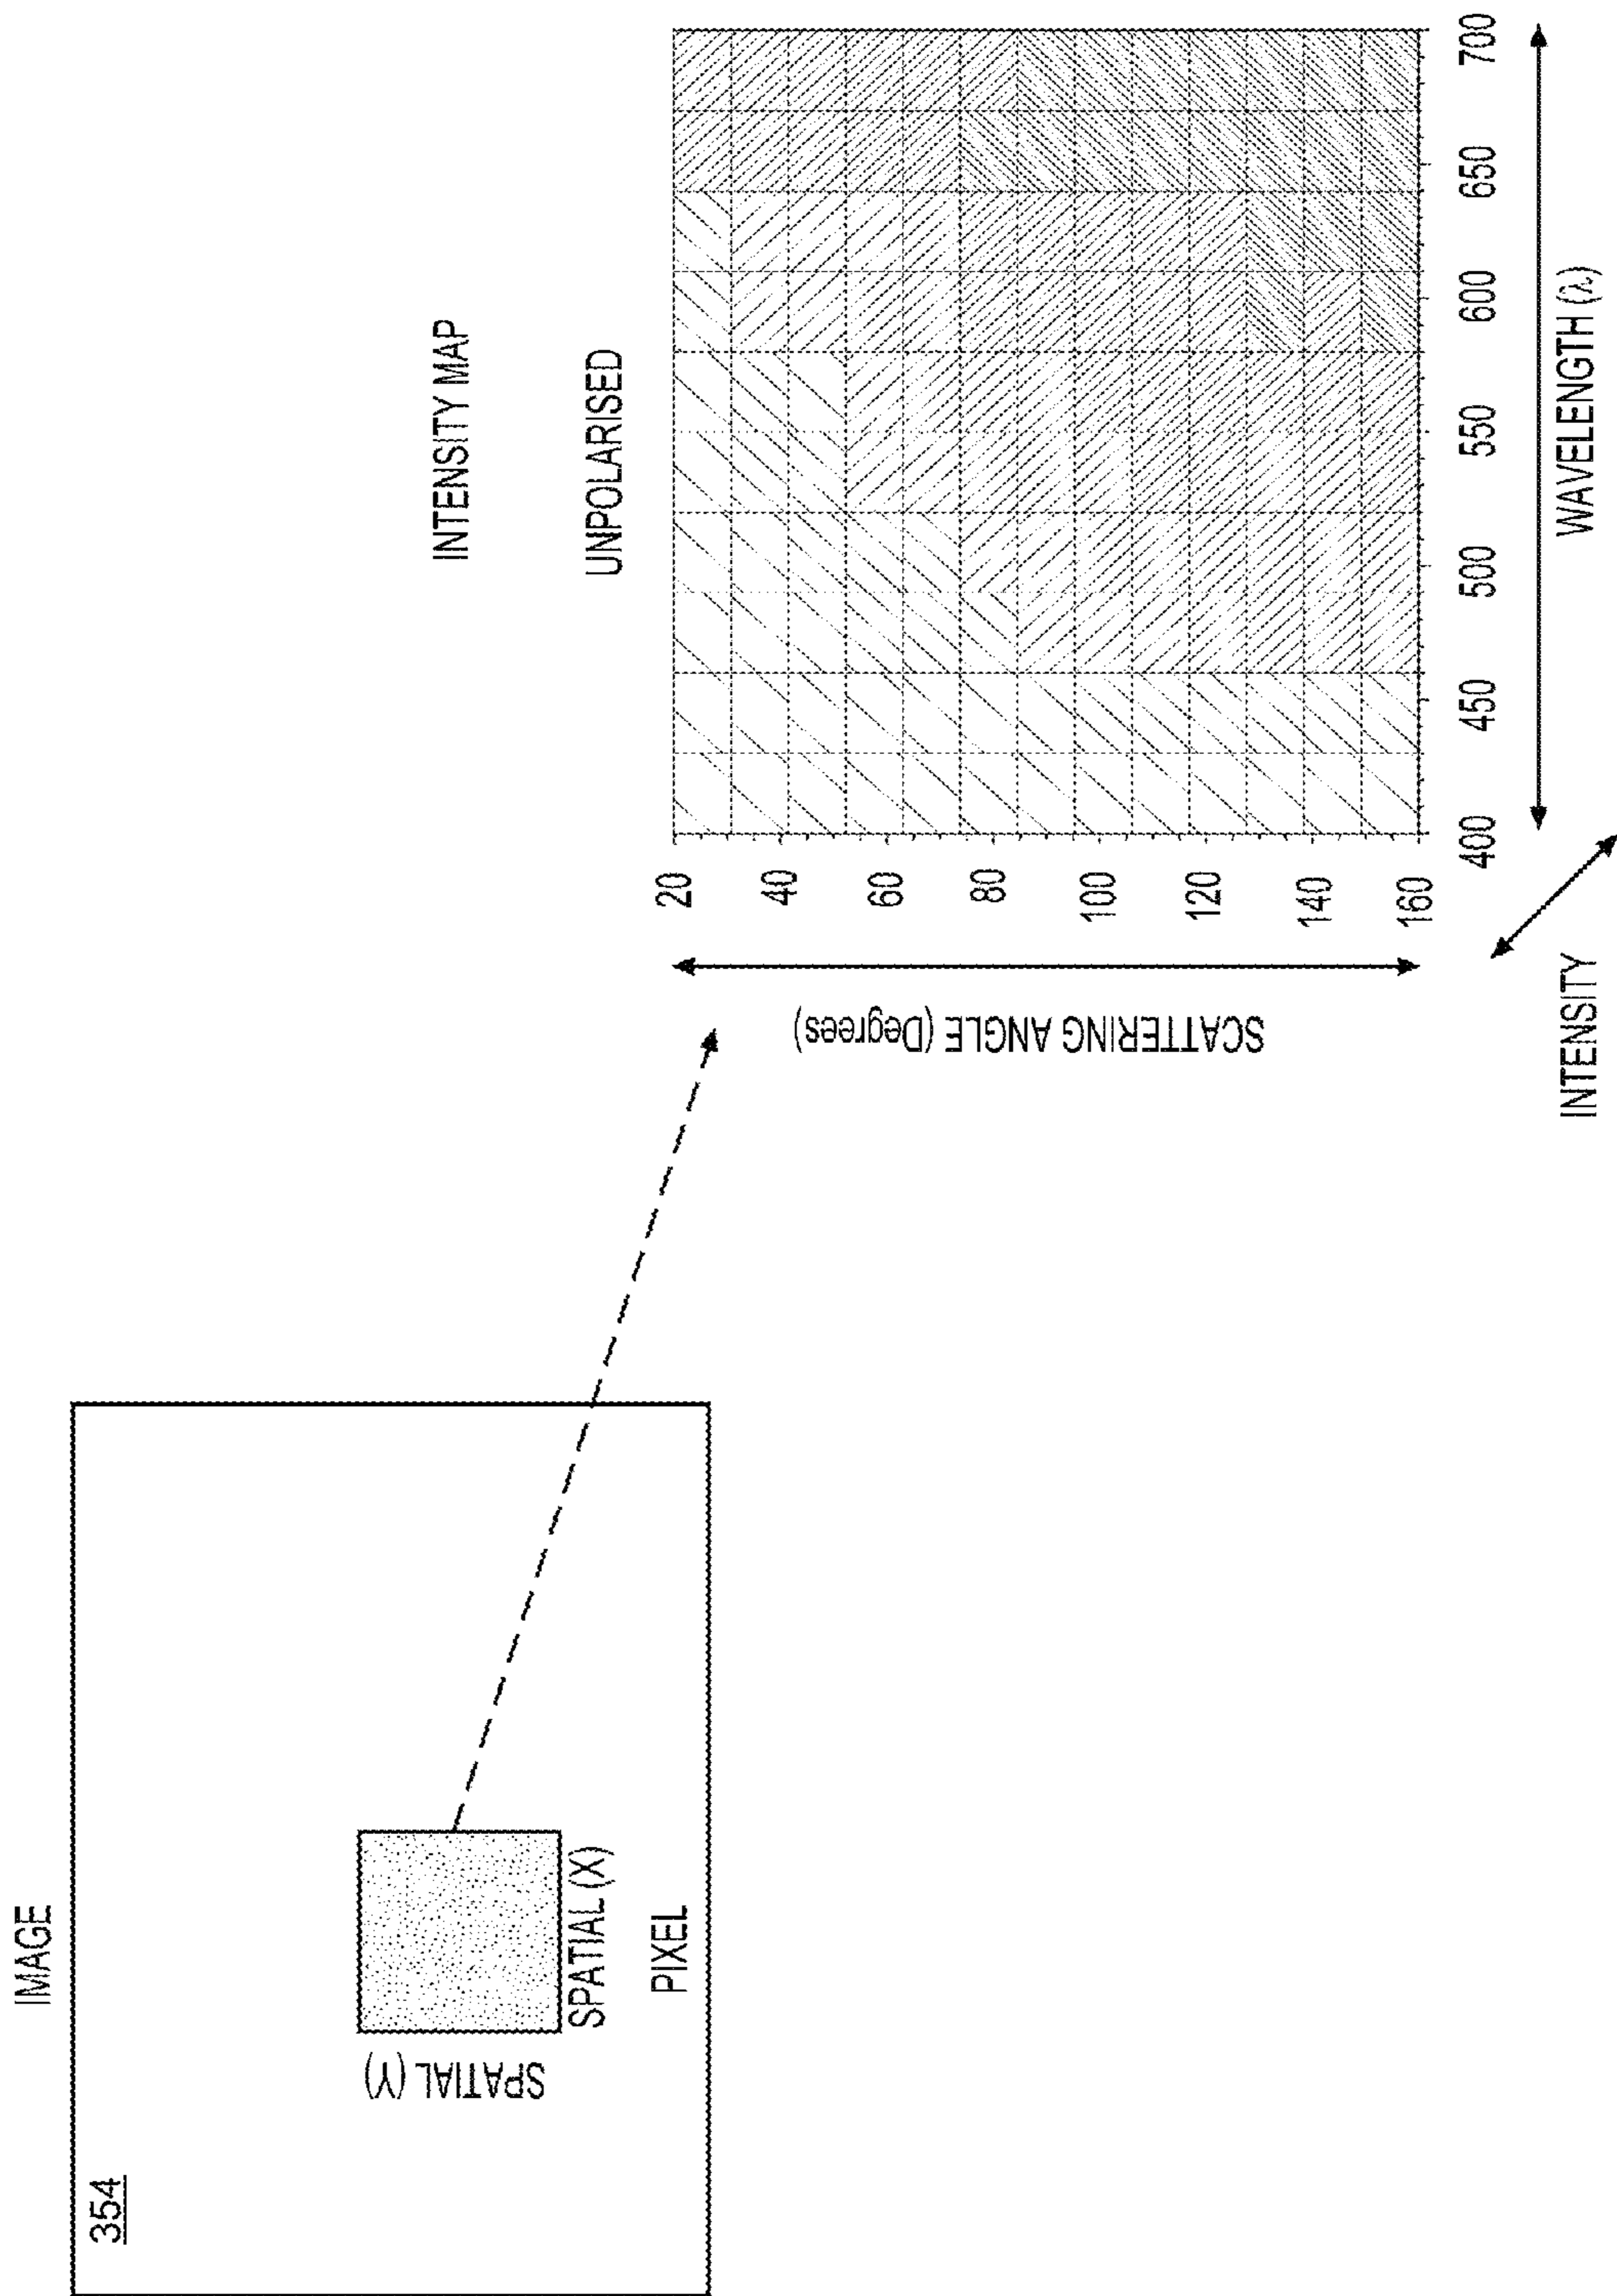 IMAGE
354
SPATIAL (Y)
SPATIAL (X)
PIXEL
INTENSITY MAP
UNPOLARISED
SCATTERING ANGLE (Degrees)
20
40
60
80
100
120
140
160
400
450
500
550
600
650
700
WAVELENGTH (λ)
INTENSITY